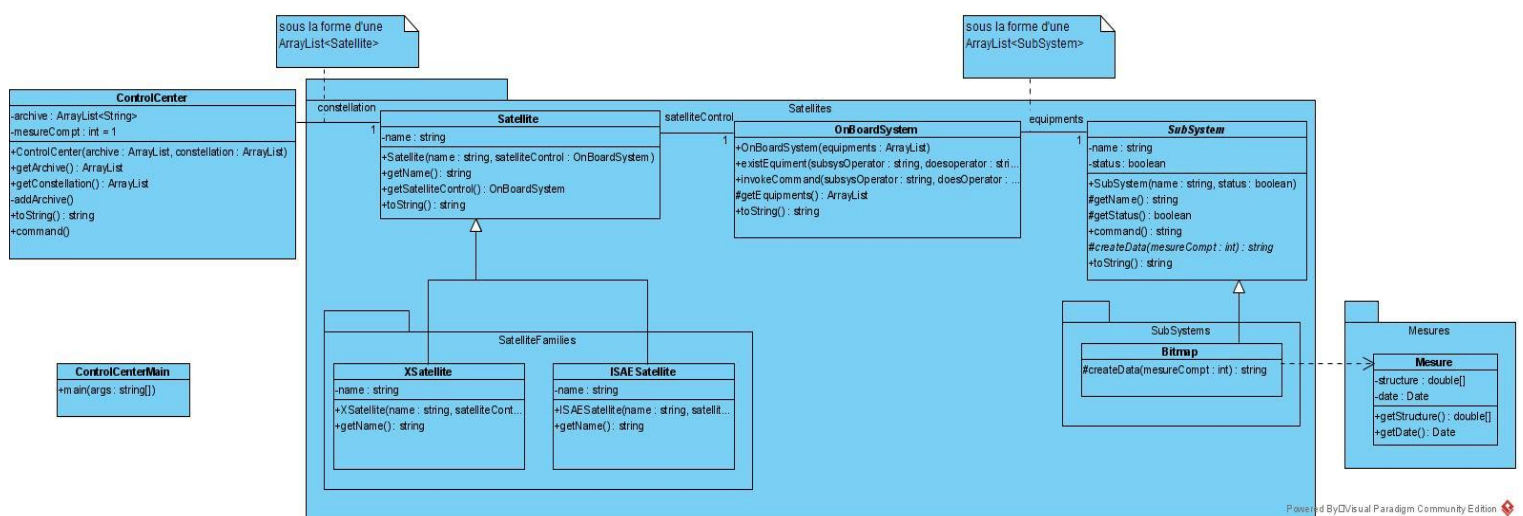 sous la forme d'une
ArrayList<Satellite>
sous la forme d'une
ArrayList<SubSystem>
ControlCenter
-archive : ArrayList<String>
-mesureCompt : int = 1
+ControlCenter(archive : ArrayList, constellation : ArrayList)
+getArchive() : ArrayList
+getConstellation() : ArrayList
-addArchive()
+toString() : string
+command()
constellation
1
Satellites
Satellite
-name : string
+Satellite(name : string, satelliteControl : OnBoardSystem )
+getName() : string
+getSatelliteControl() : OnBoardSystem
+toString() : string
satelliteControl
1
OnBoardSystem
+OnBoardSystem(equipments : ArrayList)
+existEquiment(subsysOperator : string, doesoperator : stri...
+invokeCommand(subsysOperator : string, doesOperator : ...
#getEquipments() : ArrayList
+toString() : string
equipments
1
SubSystem
-name : string
-status : boolean
+SubSystem(name : string, status : boolean)
#getName() : string
#getStatus() : boolean
+command() : string
#createData(mesureCompt : int) : string
+toString() : string
SatelliteFamilies
XSatellite
-name : string
+XSatellite(name : string, satelliteCont...
+getName() : string
ISAESatellite
-name : string
+ISAESatellite(name : string, satellit...
+getName() : string
SubSystems
Bitmap
#createData(mesureCompt : int) : string
Mesures
Mesure
-structure : double[]
-date : Date
+getStructure() : double[]
+getDate() : Date
ControlCenterMain
+main(args : string[])
Powered By Visual Paradigm Community Edition